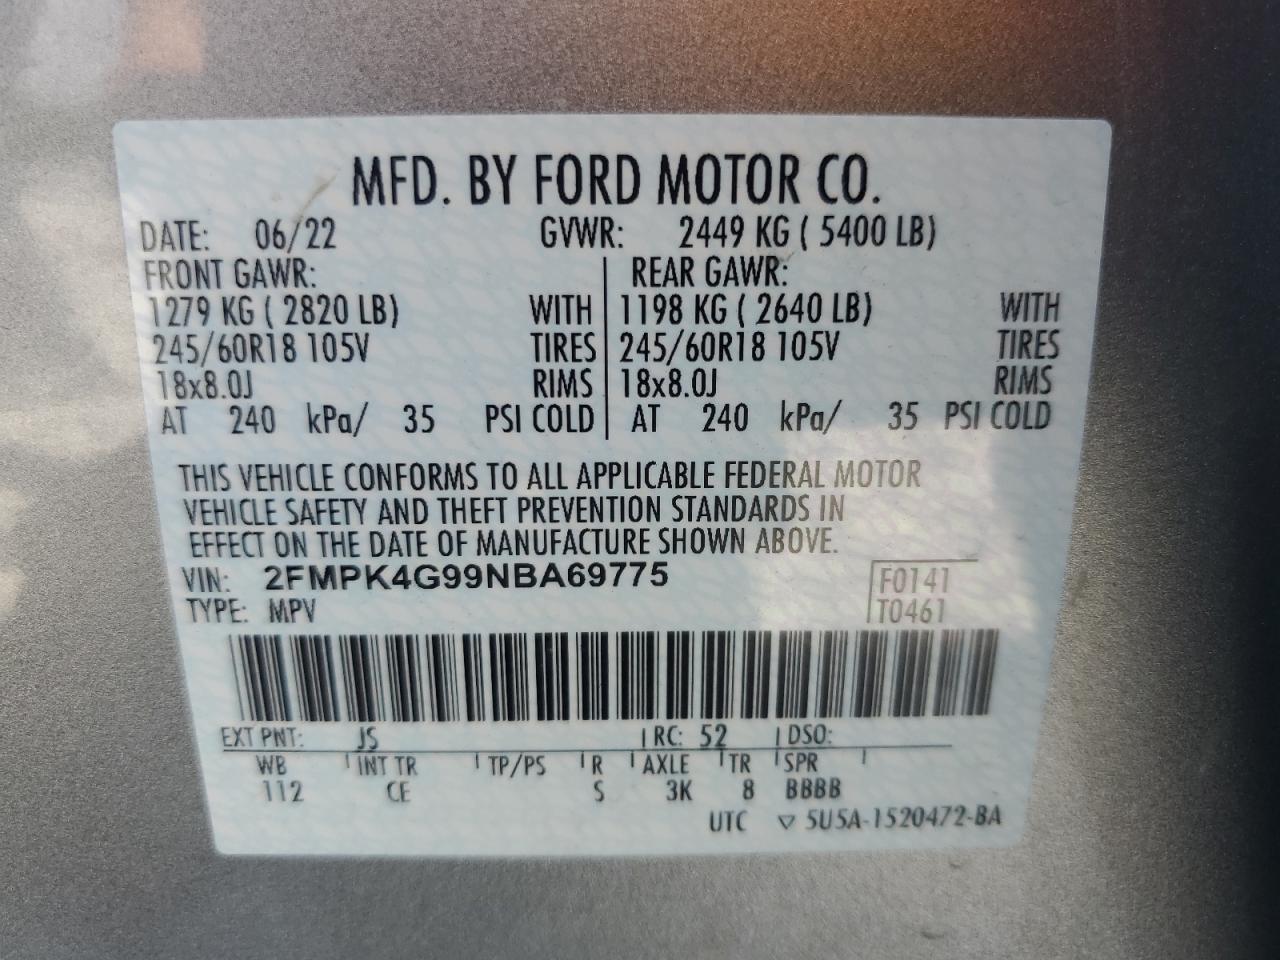 MFD. BY FORD MOTOR CO.
DATE: 06/22 GVWR: 2449 KG ( 5400 LB)
FRONT GAWR: REAR GAWR:
1279 KG ( 2820 LB) WITH 1198 KG ( 2640 LB) WITH
245/60R18 105V TIRES 245/60R18 105V TIRES
18x8.0J RIMS 18x8.0J RIMS
AT 240 kPa/ 35 PSI COLD AT 240 kPa/ 35 PSI COLD
THIS VEHICLE CONFORMS TO ALL APPLICABLE FEDERAL MOTOR
VEHICLE SAFETY AND THEFT PREVENTION STANDARDS IN
EFFECT ON THE DATE OF MANUFACTURE SHOWN ABOVE.
VIN: 2FMPK4G99NBA69775 F0141
TYPE: MPV T0461
EXT PNT: JS RC: 52 DSO:
WB INT TR TP/PS R AXLE TR SPR
112 CE S 3K 8 BBBB
UTC ▽ 5U5A-1520472-BA